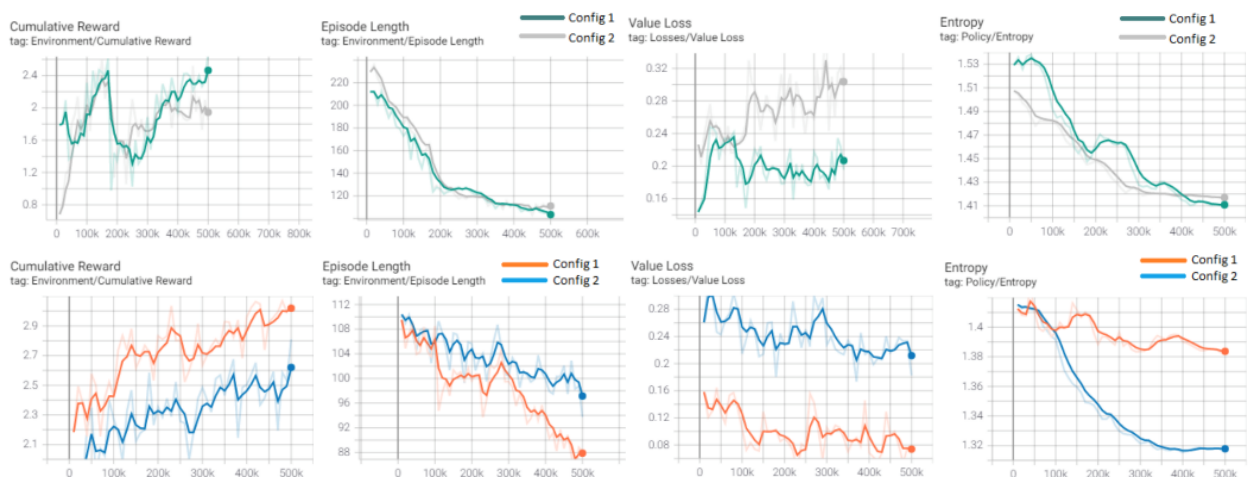 Cumulative Reward
tag: Environment/Cumulative Reward
2.4
2
1.6
1.2
0.8
0 100k 200k 300k 400k 500k 600k 700k 800k
Episode Length
tag: Environment/Episode Length
Config 1
Config 2
220
200
180
160
140
120
0 100k 200k 300k 400k 500k 600k
Value Loss
tag: Losses/Value Loss
Config 1
Config 2
0.32
0.28
0.24
0.2
0.16
0 100k 200k 300k 400k 500k 600k 700k
Entropy
tag: Policy/Entropy
Config 1
Config 2
1.53
1.51
1.49
1.47
1.45
1.43
1.41
0 100k 200k 300k 400k 500k
Cumulative Reward
tag: Environment/Cumulative Reward
2.9
2.7
2.5
2.3
2.1
0 100k 200k 300k 400k 500k
Episode Length
tag: Environment/Episode Length
Config 1
Config 2
112
108
104
100
96
92
88
0 100k 200k 300k 400k 500k 600k
Value Loss
tag: Losses/Value Loss
Config 1
Config 2
0.28
0.24
0.2
0.16
0.12
0.08
0 100k 200k 300k 400k 500k
Entropy
tag: Policy/Entropy
Config 1
Config 2
1.4
1.38
1.36
1.34
1.32
0 100k 200k 300k 400k 500k